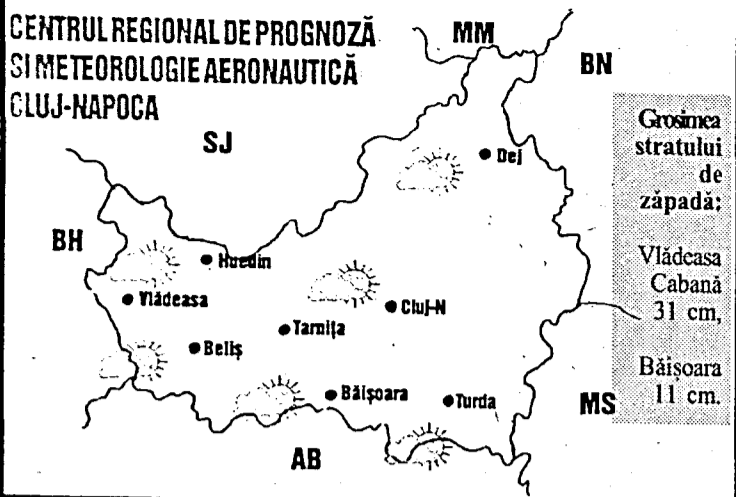 CENTRUL REGIONAL DE PROGNOZĂ
SI METEOROLOGIE AERONAUTICĂ
CLUJ-NAPOCA
MM
BN
SJ
Dej
BH
Huedin
Vlădeasa
Cluj-N
Tarnița
Beliș
Băișoara
Turda
MS
AB
Grosimea
stratului
de
zăpadă:
Vlădeasa
Cabană
31 cm,
Băișoara
11 cm.